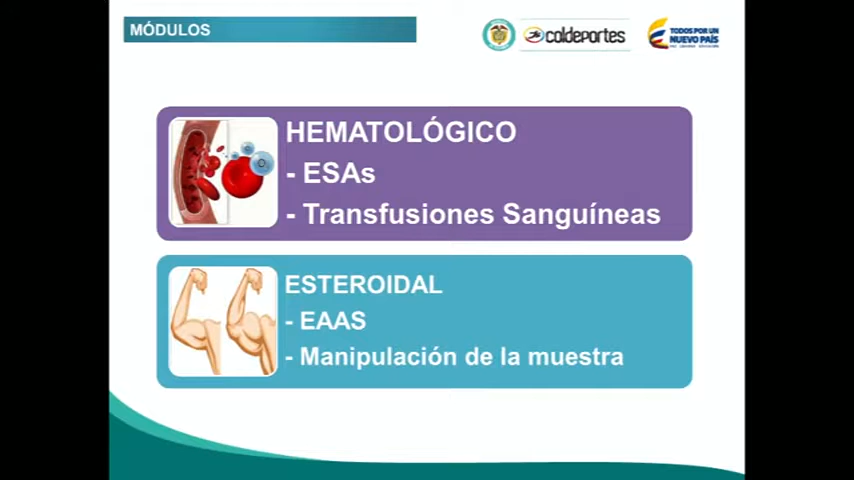 MÓDULOS
coldeportes
TODOS POR UN
NUEVO PAÍS
HEMATOLÓGICO
- ESAs
- Transfusiones Sanguíneas
ESTEROIDAL
- EAAS
- Manipulación de la muestra